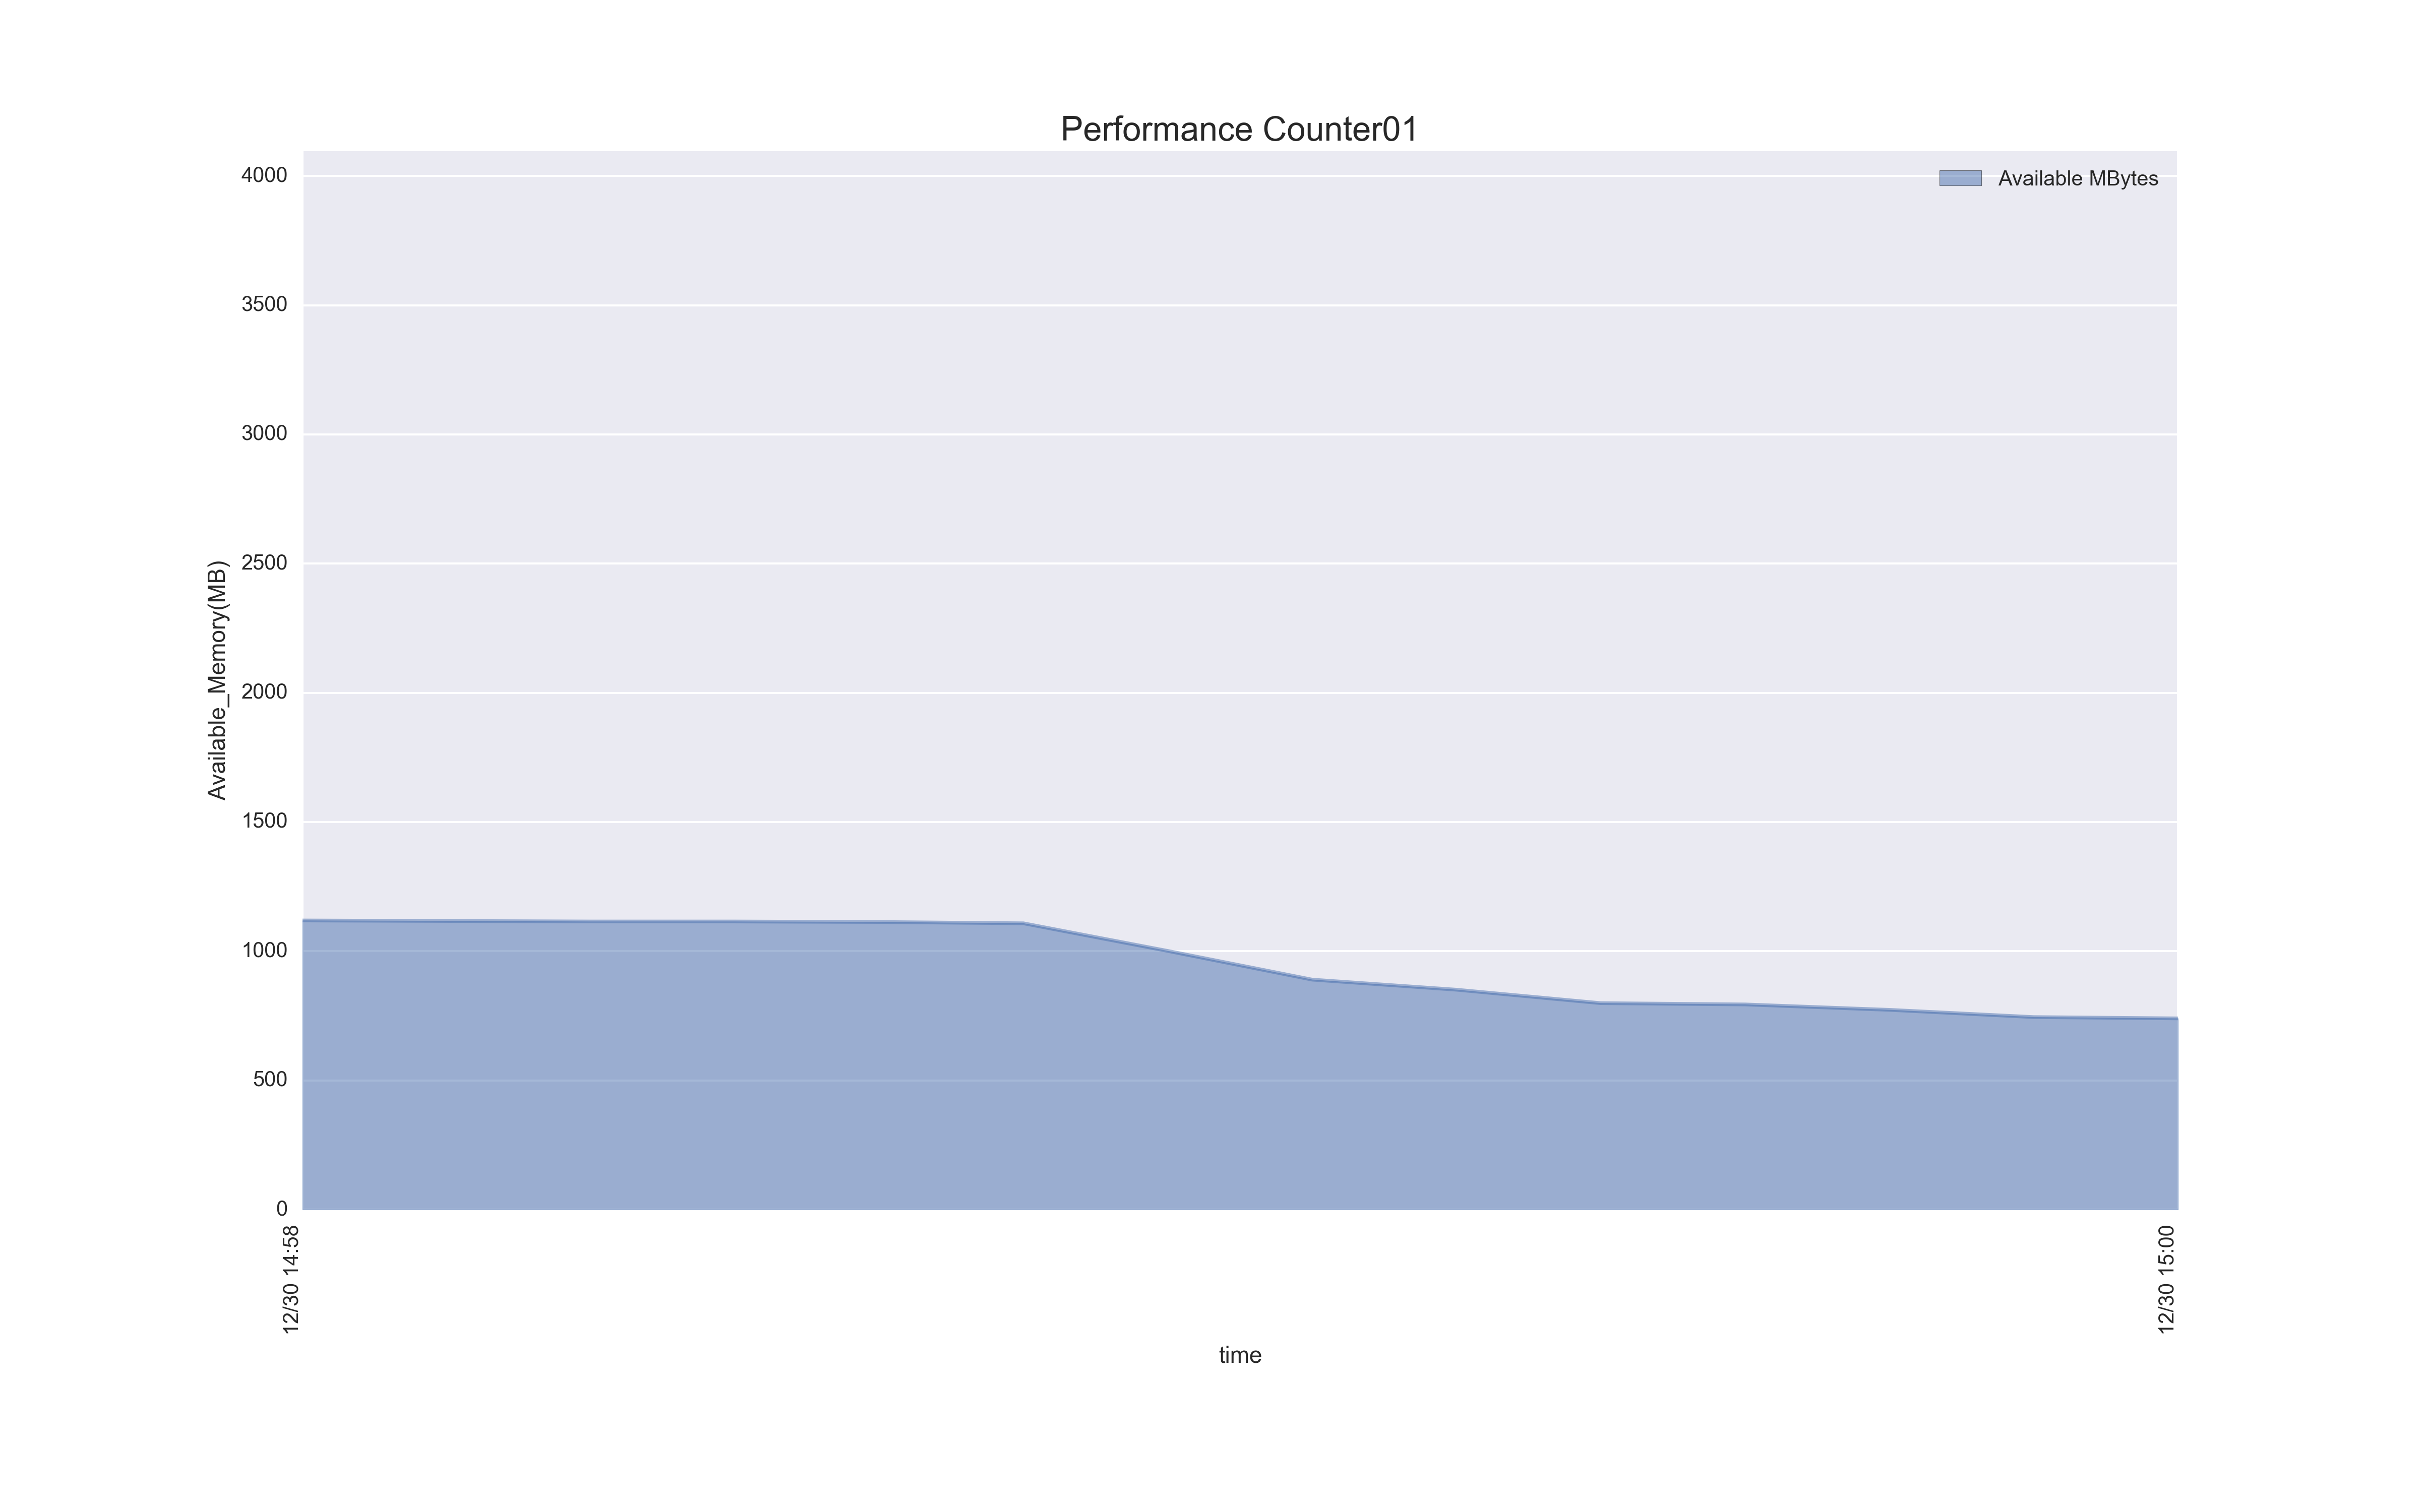 Performance Counter01
Available MBytes
4000
3500
3000
2500
2000
1500
1000
500
0
Available_Memory(MB)
12/30 14:58
12/30 15:00
time